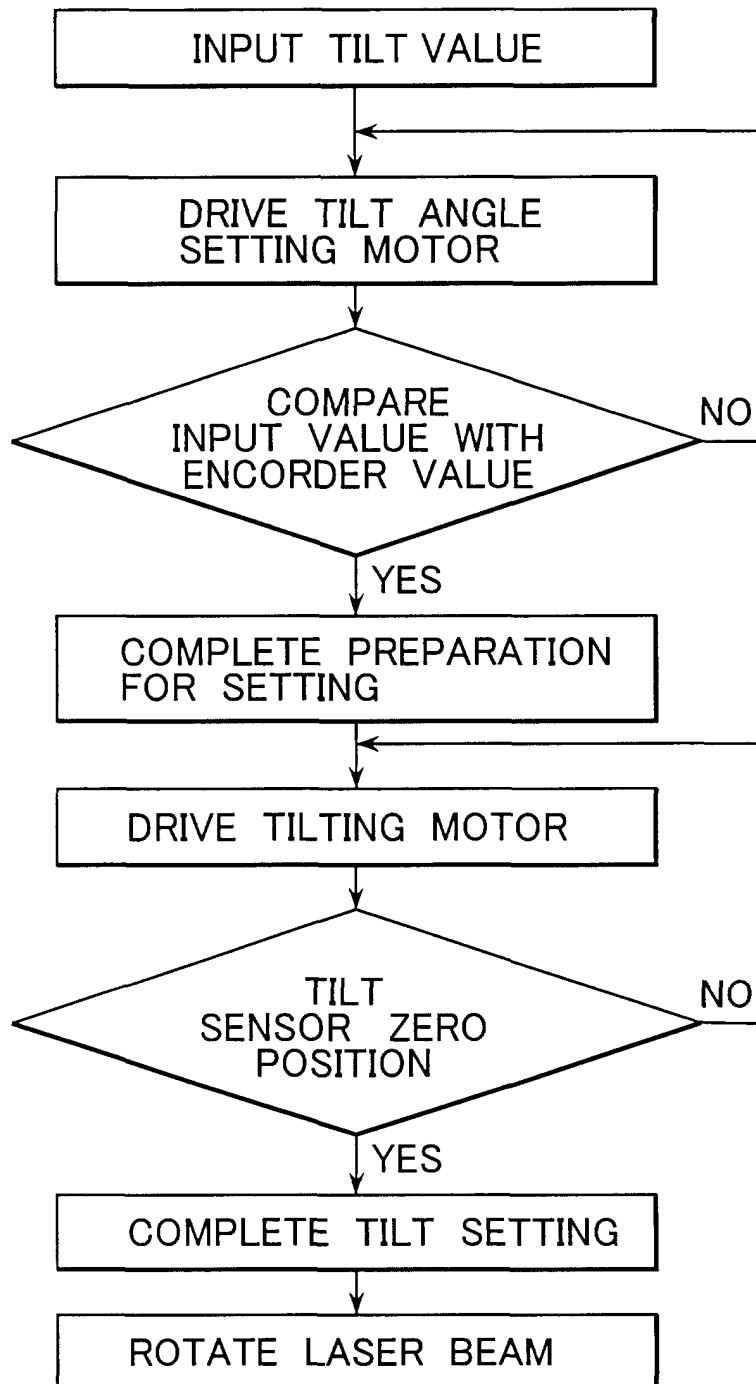 INPUT TILT VALUE
DRIVE TILT ANGLE
SETTING MOTOR
COMPARE
INPUT VALUE WITH
ENCORDER VALUE
NO
YES
COMPLETE PREPARATION
FOR SETTING
DRIVE TILTING MOTOR
TILT
SENSOR ZERO
POSITION
NO
YES
COMPLETE TILT SETTING
ROTATE LASER BEAM